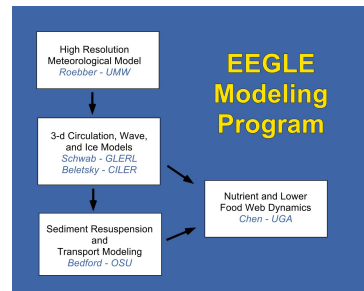 EEGLE
Modeling
Program
High Resolution
Meteorological Model
Roebber - UMW
3-d Circulation, Wave,
and Ice Models
Schwab - GLERL
Beletsky - CILER
Sediment Resuspension
and
Transport Modeling
Bedford - OSU
Nutrient and Lower
Food Web Dynamics
Chen - UGA